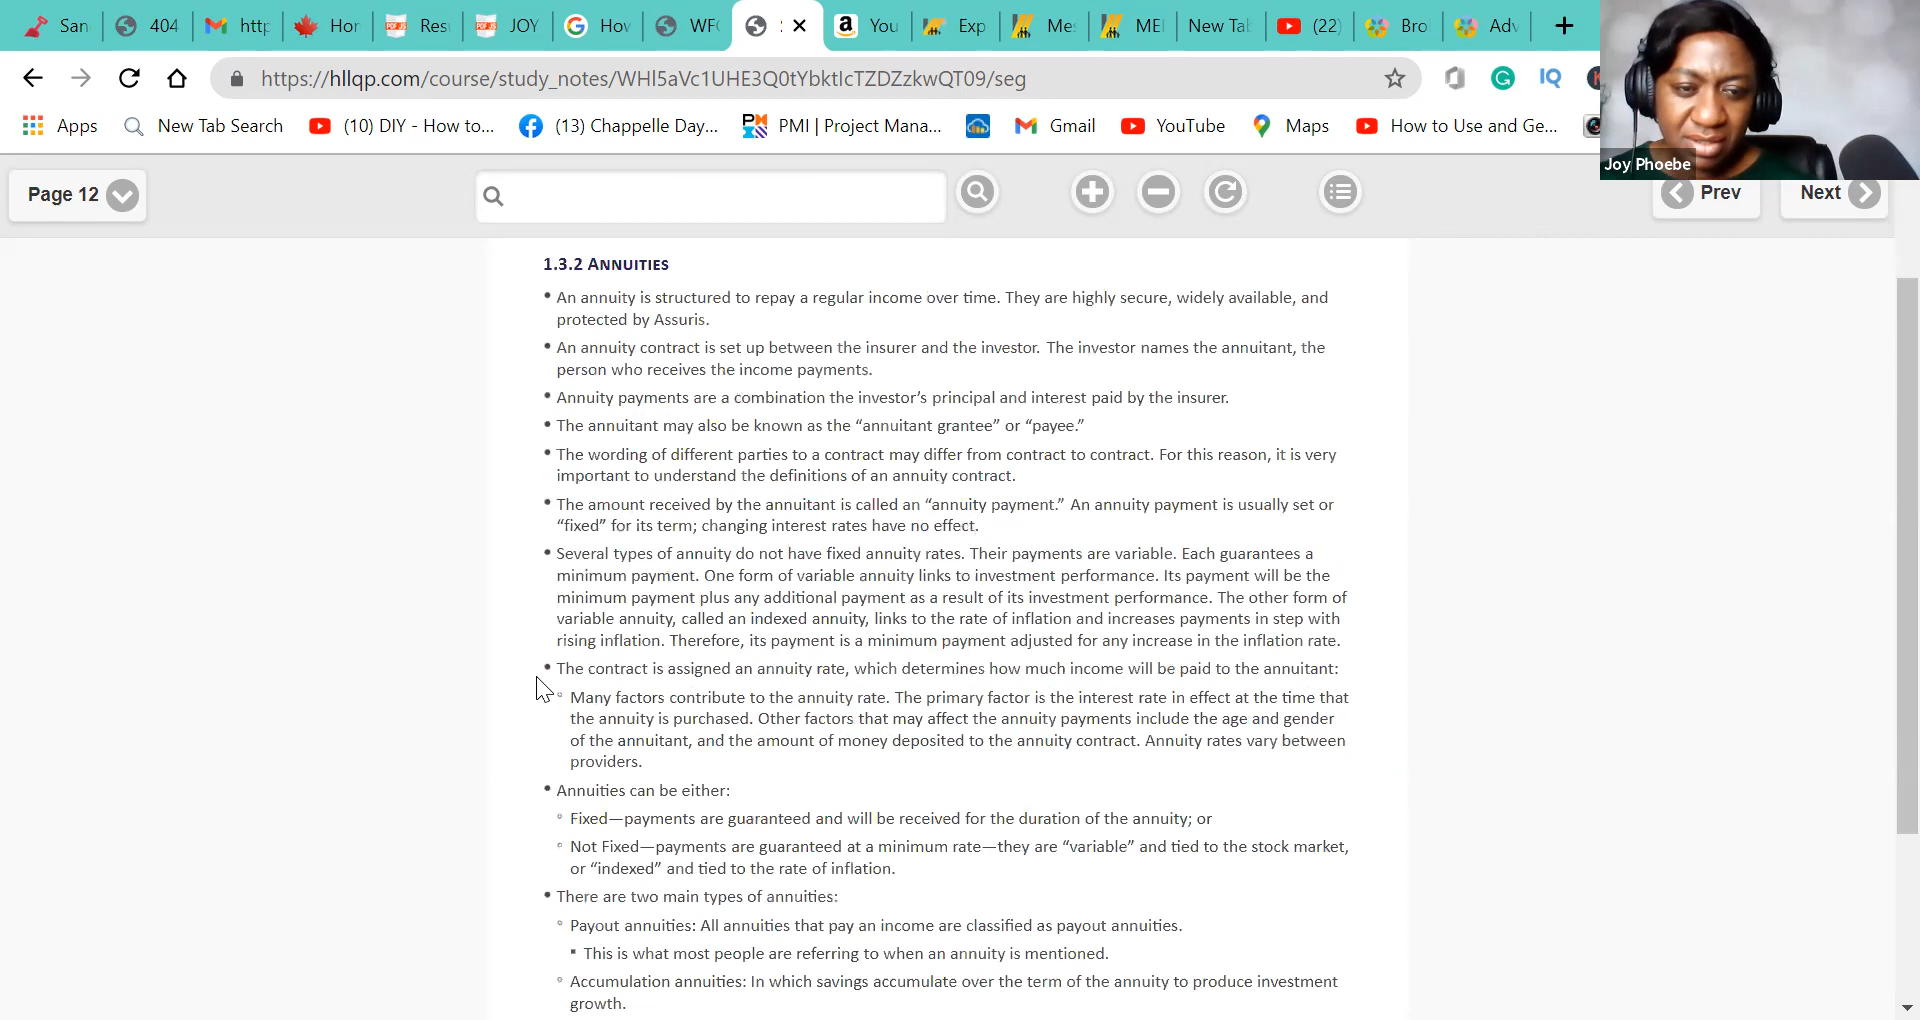 San
404
http
Hor
Res
JOY
Hov
WFC
You
Exp
Me
MEI
New Tab
(22)
Bro
Adv
https://hllqp.com/course/study_notes/WHl5aVc1UHE3Q0tYbktIcTZDZzkwQT09/seg
IQ
Apps
New Tab Search
(10) DIY - How to...
(13) Chappelle Day...
PMI | Project Mana...
Gmail
YouTube
Maps
How to Use and Ge...
Joy Phoebe
Page 12
Prev
Next
1.3.2 ANNUITIES
• An annuity is structured to repay a regular income over time. They are highly secure, widely available, and
protected by Assuris.
• An annuity contract is set up between the insurer and the investor. The investor names the annuitant, the
person who receives the income payments.
• Annuity payments are a combination the investor's principal and interest paid by the insurer.
• The annuitant may also be known as the “annuitant grantee” or “payee.”
• The wording of different parties to a contract may differ from contract to contract. For this reason, it is very
important to understand the definitions of an annuity contract.
• The amount received by the annuitant is called an “annuity payment.” An annuity payment is usually set or
“fixed” for its term; changing interest rates have no effect.
• Several types of annuity do not have fixed annuity rates. Their payments are variable. Each guarantees a
minimum payment. One form of variable annuity links to investment performance. Its payment will be the
minimum payment plus any additional payment as a result of its investment performance. The other form of
variable annuity, called an indexed annuity, links to the rate of inflation and increases payments in step with
rising inflation. Therefore, its payment is a minimum payment adjusted for any increase in the inflation rate.
• The contract is assigned an annuity rate, which determines how much income will be paid to the annuitant:
◦ Many factors contribute to the annuity rate. The primary factor is the interest rate in effect at the time that
the annuity is purchased. Other factors that may affect the annuity payments include the age and gender
of the annuitant, and the amount of money deposited to the annuity contract. Annuity rates vary between
providers.
• Annuities can be either:
◦ Fixed—payments are guaranteed and will be received for the duration of the annuity; or
◦ Not Fixed—payments are guaranteed at a minimum rate—they are “variable” and tied to the stock market,
or “indexed” and tied to the rate of inflation.
• There are two main types of annuities:
◦ Payout annuities: All annuities that pay an income are classified as payout annuities.
▪ This is what most people are referring to when an annuity is mentioned.
◦ Accumulation annuities: In which savings accumulate over the term of the annuity to produce investment
growth.